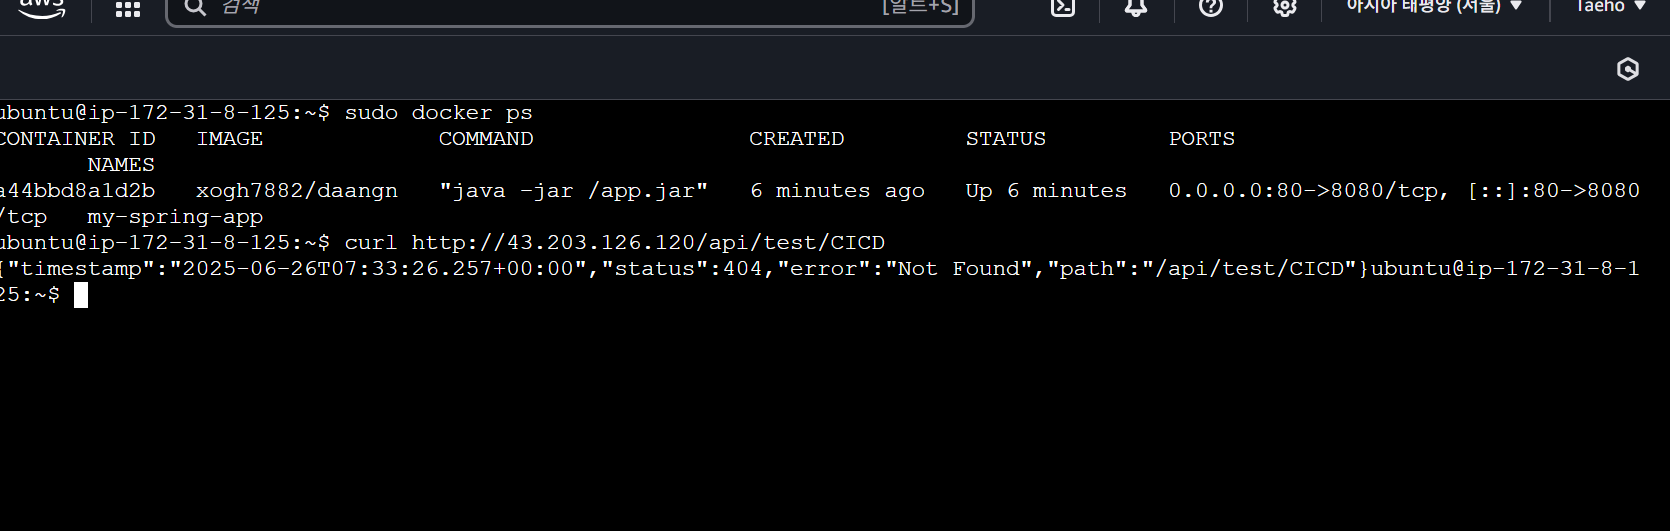 aws
검색
[알트+S]
아시아 태평양 (서울) ▼
Taeho ▼
ubuntu@ip-172-31-8-125:~$ sudo docker ps
CONTAINER ID IMAGE COMMAND CREATED STATUS PORTS
NAMES
a44bbd8a1d2b xogh7882/daangn "java -jar /app.jar" 6 minutes ago Up 6 minutes 0.0.0.0:80->8080/tcp, [::]:80->8080
/tcp my-spring-app
ubuntu@ip-172-31-8-125:~$ curl http://43.203.126.120/api/test/CICD
{"timestamp":"2025-06-26T07:33:26.257+00:00","status":404,"error":"Not Found","path":"/api/test/CICD"}ubuntu@ip-172-31-8-1
25:~$